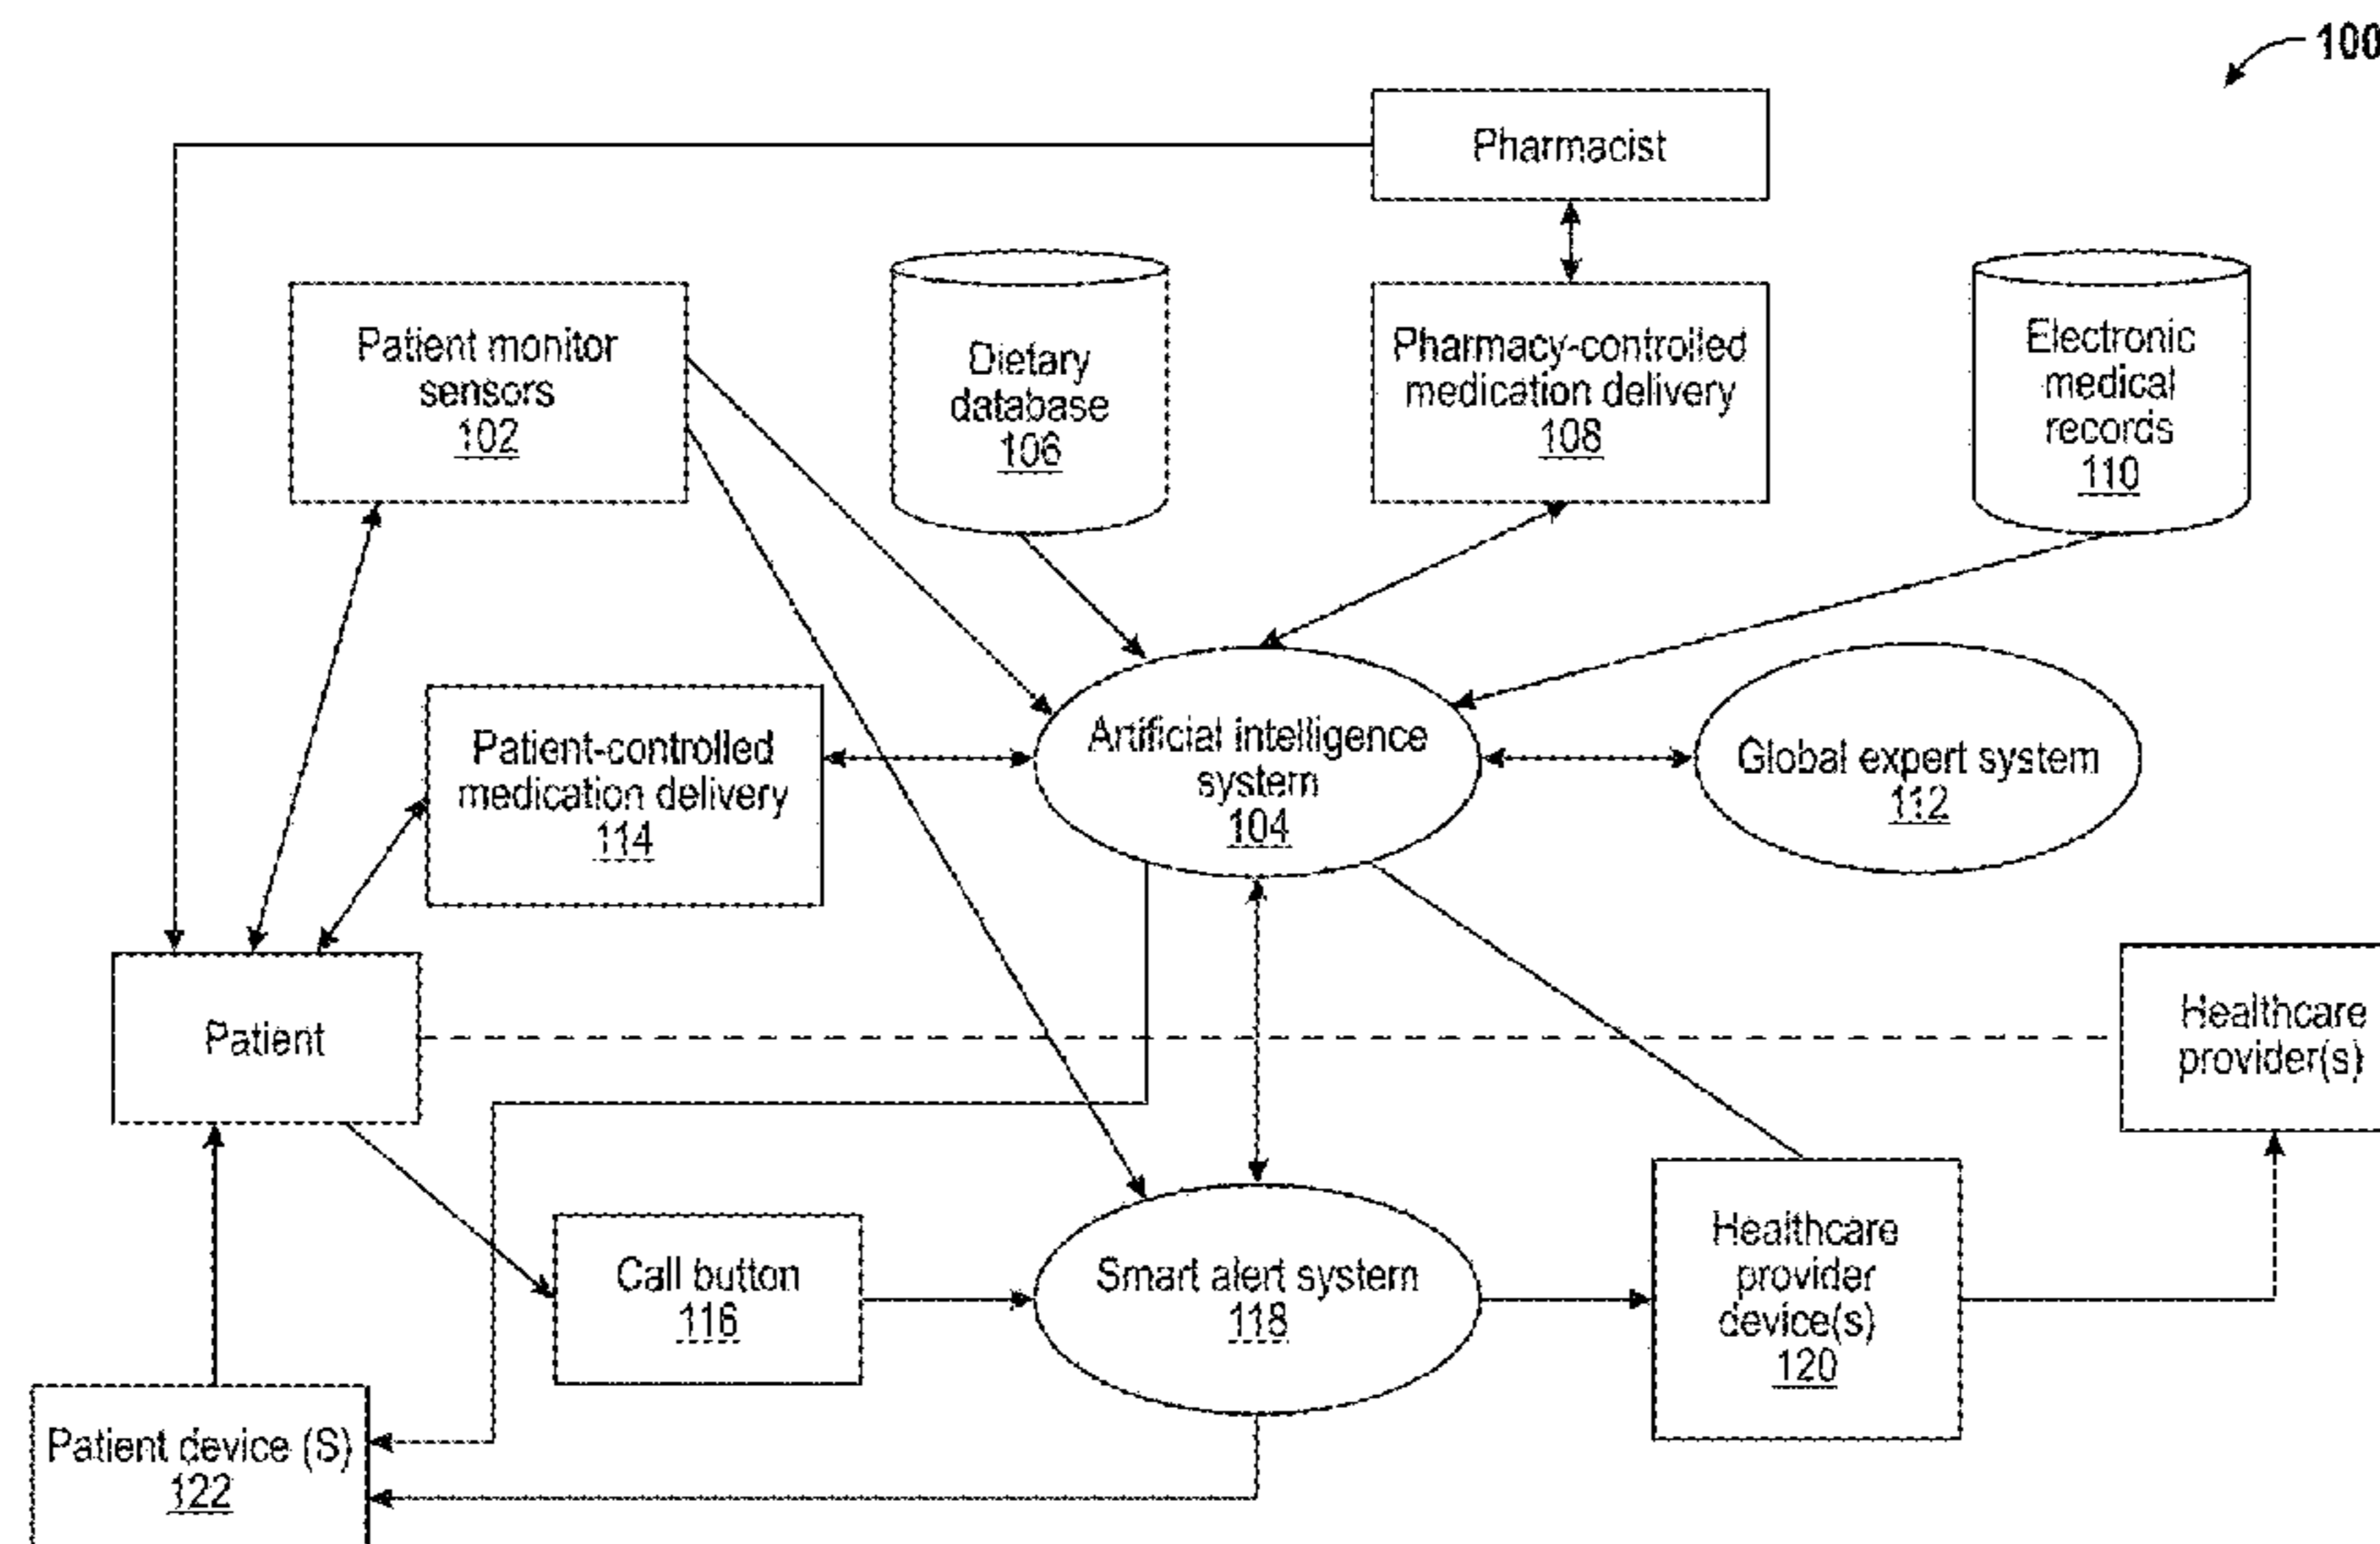 100
Pharmacist
Patient monitor
sensors
102
Dietary
database
106
Pharmacy-controlled
medication delivery
108
Electronic
medical
records
110
Patient-controlled
medication delivery
114
Artificial intelligence
system
104
Global expert system
112
Patient
Healthcare
provider(s)
Call button
116
Smart alert system
118
Healthcare
provider
device(s)
120
Patient device (S)
122